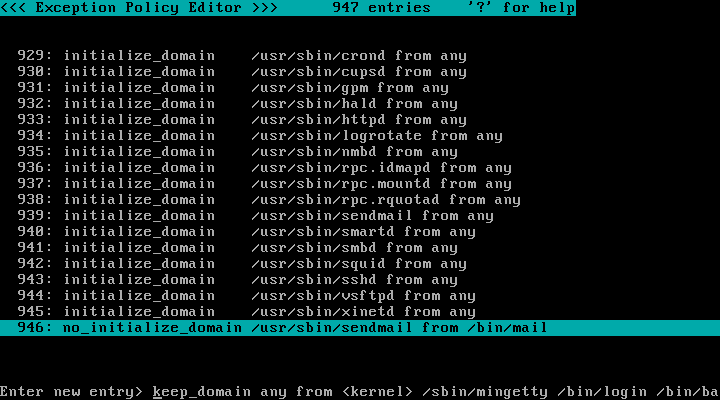 <<< Exception Policy Editor >>>      947 entries    '?' for help
929: initialize_domain    /usr/sbin/crond from any
930: initialize_domain    /usr/sbin/cupsd from any
931: initialize_domain    /usr/sbin/gpm from any
932: initialize_domain    /usr/sbin/hald from any
933: initialize_domain    /usr/sbin/httpd from any
934: initialize_domain    /usr/sbin/logrotate from any
935: initialize_domain    /usr/sbin/nmbd from any
936: initialize_domain    /usr/sbin/rpc.idmapd from any
937: initialize_domain    /usr/sbin/rpc.mountd from any
938: initialize_domain    /usr/sbin/rpc.rquotad from any
939: initialize_domain    /usr/sbin/sendmail from any
940: initialize_domain    /usr/sbin/smartd from any
941: initialize_domain    /usr/sbin/smbd from any
942: initialize_domain    /usr/sbin/squid from any
943: initialize_domain    /usr/sbin/sshd from any
944: initialize_domain    /usr/sbin/vsftpd from any
945: initialize_domain    /usr/sbin/xinetd from any
946: no_initialize_domain /usr/sbin/sendmail from /bin/mail
Enter new entry> keep_domain any from <kernel> /sbin/mingetty /bin/login /bin/ba